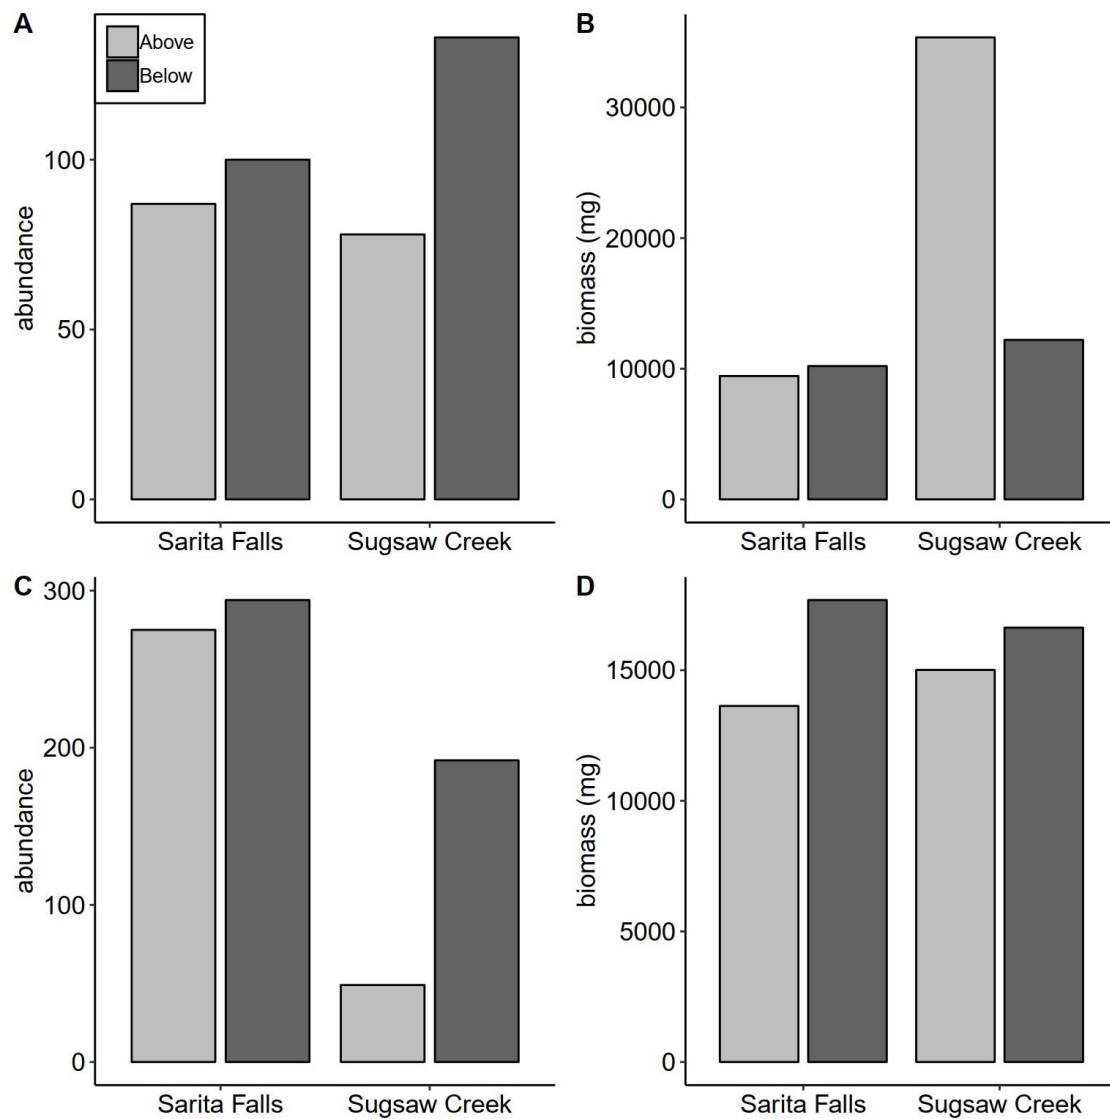 A
Above
Below
100
50
0
abundance
Sarita Falls
Sugsaw Creek
B
30000
20000
10000
0
biomass (mg)
Sarita Falls
Sugsaw Creek
C
300
200
100
0
abundance
Sarita Falls
Sugsaw Creek
D
15000
10000
5000
0
biomass (mg)
Sarita Falls
Sugsaw Creek